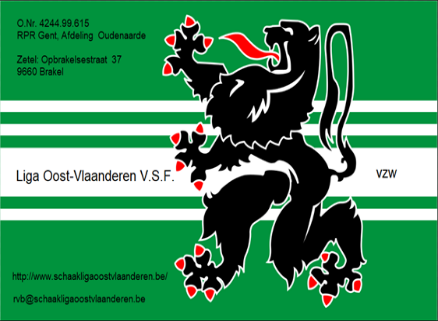 O.Nr. 4244.99.615
RPR Gent, Afdeling Oudenaarde
Zetel: Opbrakelsestraat 37
9660 Brakel
Liga Oost-Vlaanderen V.S.F.
vzw
http://www.schaakligaoostvlaanderen.be/
rvb@schaakligaoostvlaanderen.be